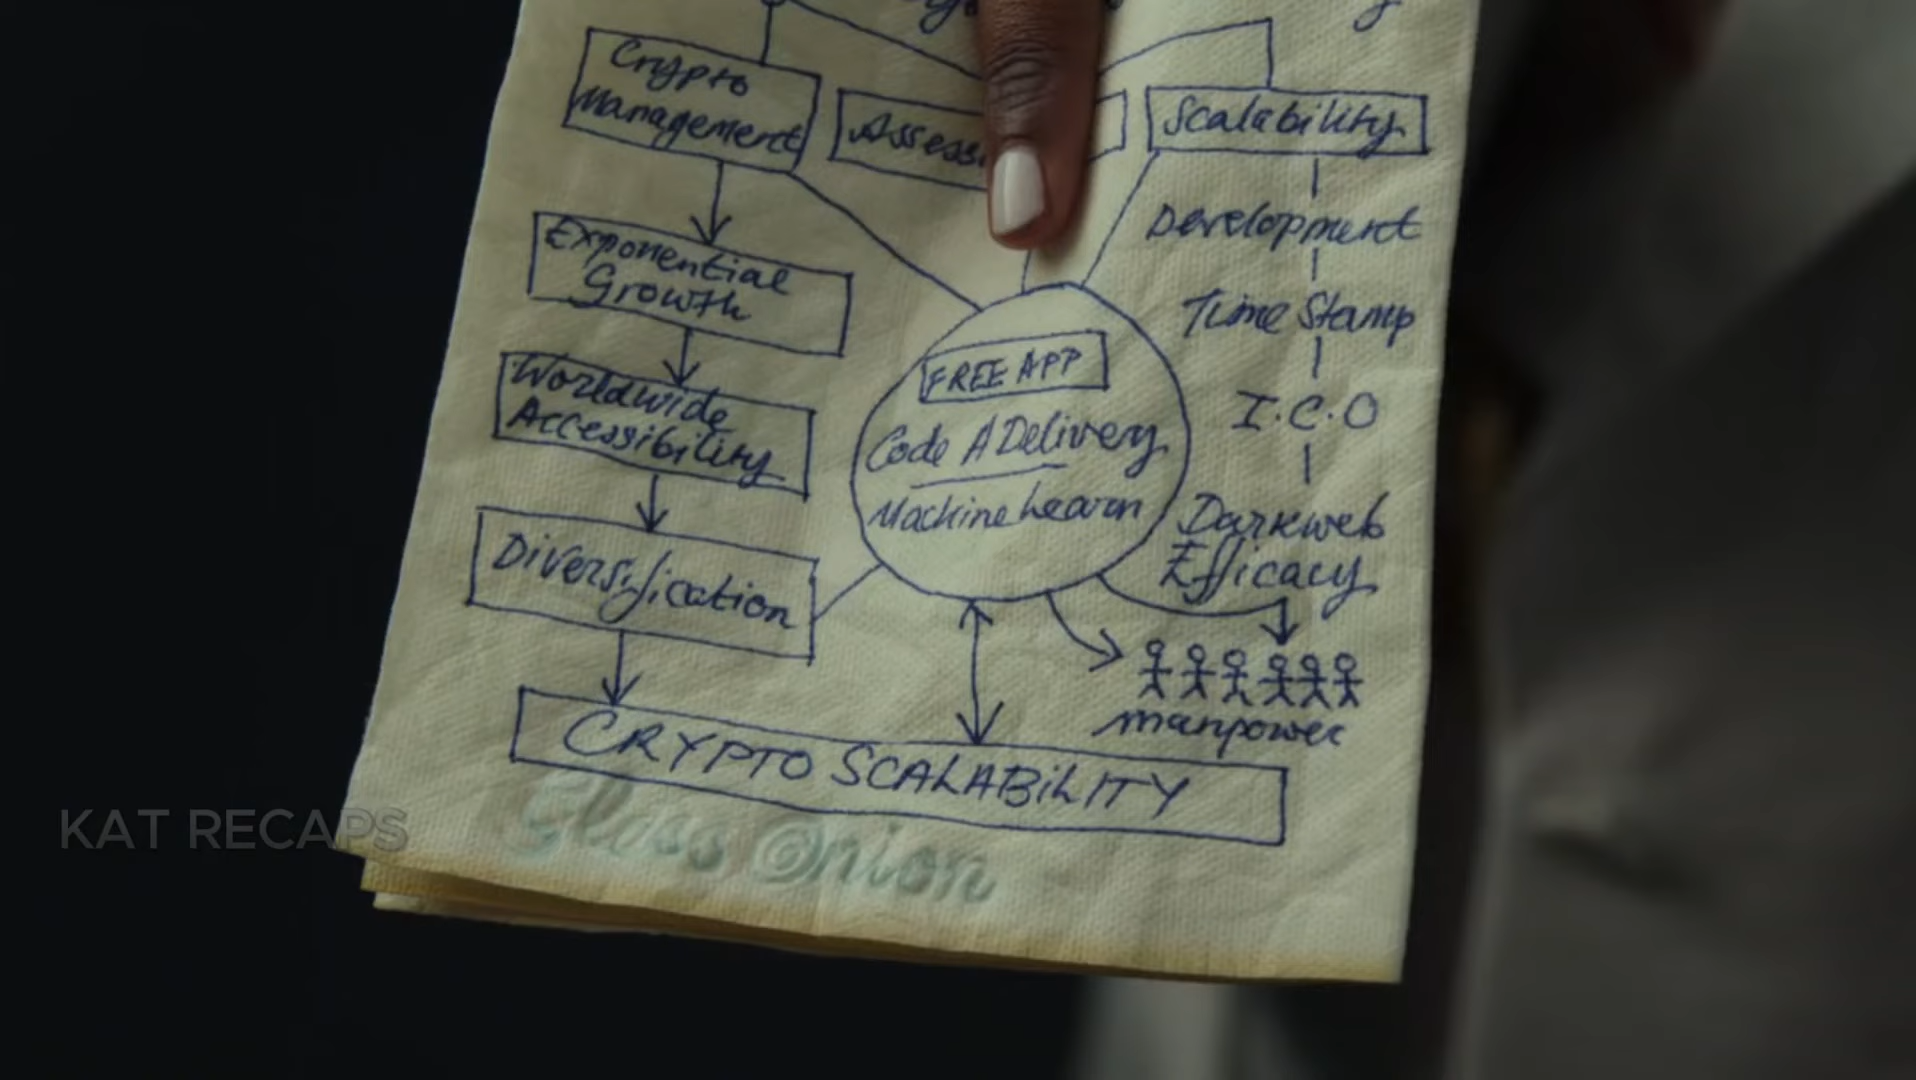 Crypto
Management
Scalability
Development
Exponential
Growth
Time Stamp
FREE APP
Worldwide
Accessibility
I.C.O
Code A Delivery
Machine Learn
Darkweb
Efficacy
Diversification
manpower
CRYPTO SCALABILITY
Glass Onion
KAT RECAPS